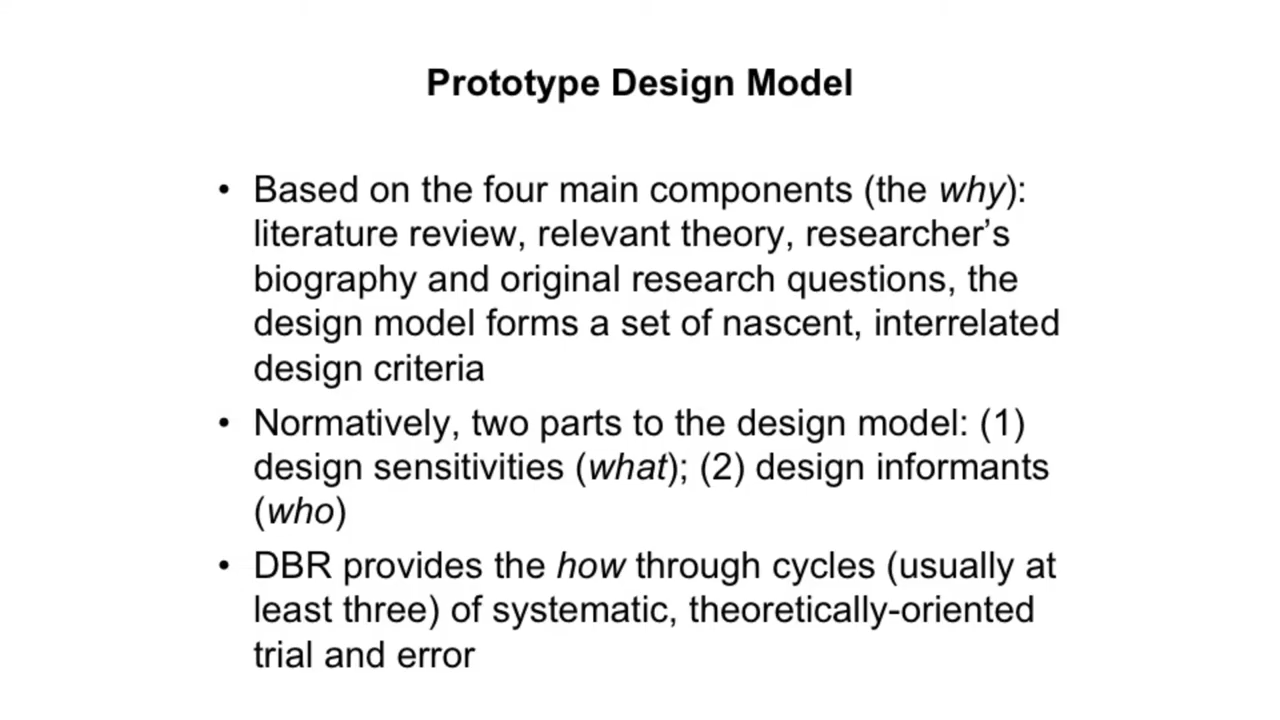 Prototype Design Model
• Based on the four main components (the why):
literature review, relevant theory, researcher’s
biography and original research questions, the
design model forms a set of nascent, interrelated
design criteria
• Normatively, two parts to the design model: (1)
design sensitivities (what); (2) design informants
(who)
• DBR provides the how through cycles (usually at
least three) of systematic, theoretically-oriented
trial and error